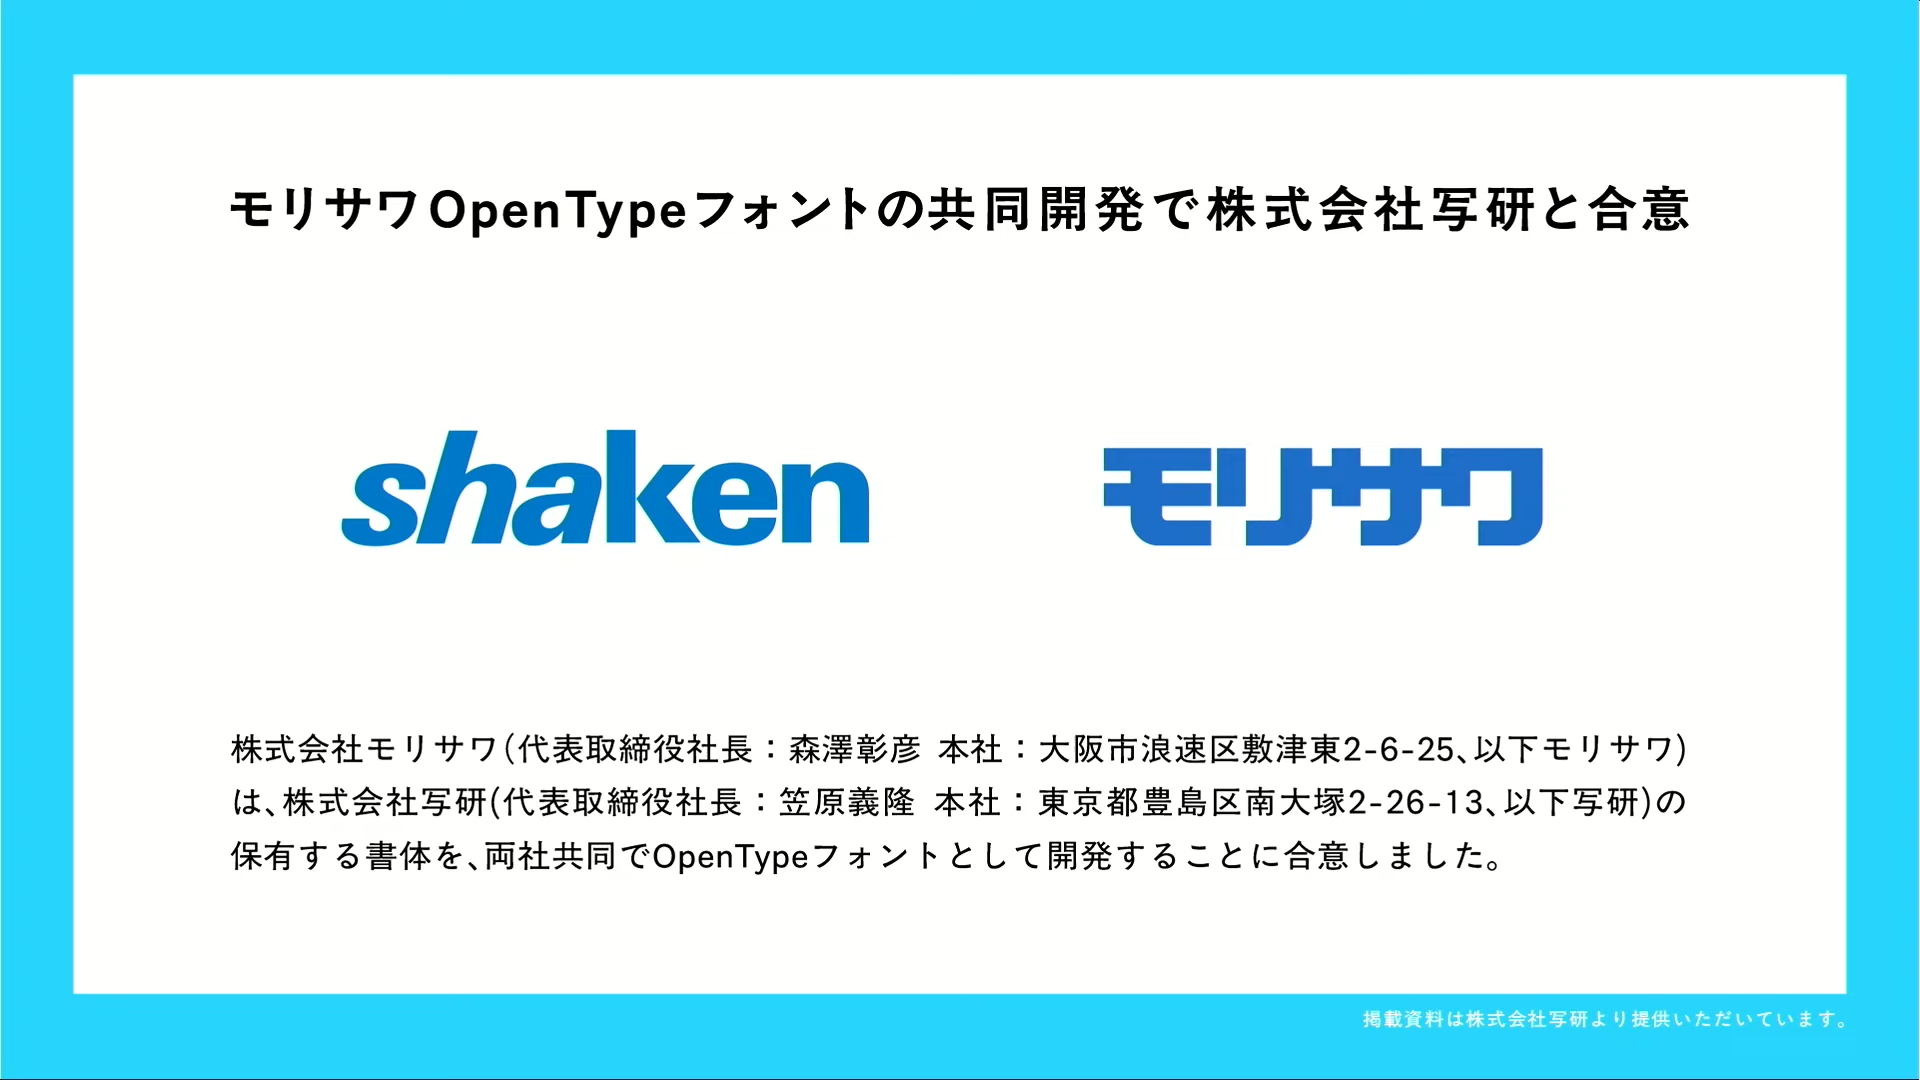 モリサワOpenTypeフォントの共同開発で株式会社写研と合意
shaken
モリサワ
株式会社モリサワ(代表取締役社長：森澤彰彦 本社：大阪市浪速区敷津東2-6-25、以下モリサワ)
は、株式会社写研(代表取締役社長：笠原義隆 本社：東京都豊島区南大塚2-26-13、以下写研)の
保有する書体を、両社共同でOpenTypeフォントとして開発することに合意しました。
掲載資料は株式会社写研より提供いただいています。